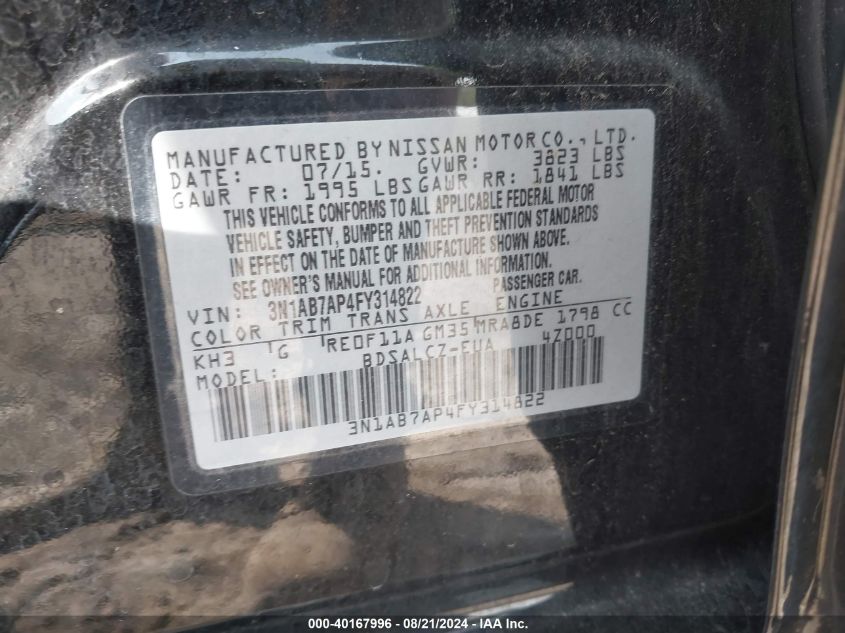 MANUFACTURED BY NISSAN MOTOR CO., LTD.
DATE: 07/15. GVWR: 3823 LBS
GAWR FR: 1995 LBS GAWR RR: 1841 LBS
THIS VEHICLE CONFORMS TO ALL APPLICABLE FEDERAL MOTOR
VEHICLE SAFETY, BUMPER AND THEFT PREVENTION STANDARDS
IN EFFECT ON THE DATE OF MANUFACTURE SHOWN ABOVE.
SEE OWNER'S MANUAL FOR ADDITIONAL INFORMATION.
VIN: 3N1AB7AP4FY314822 PASSENGER CAR.
COLOR TRIM TRANS AXLE ENGINE
KH3 G RE0F11A GM35 MRA8DE 1798 CC
MODEL: BDSALCZ-EUA 4Z000
3N1AB7AP4FY314822
000-40167996 - 08/21/2024 - IAA Inc.